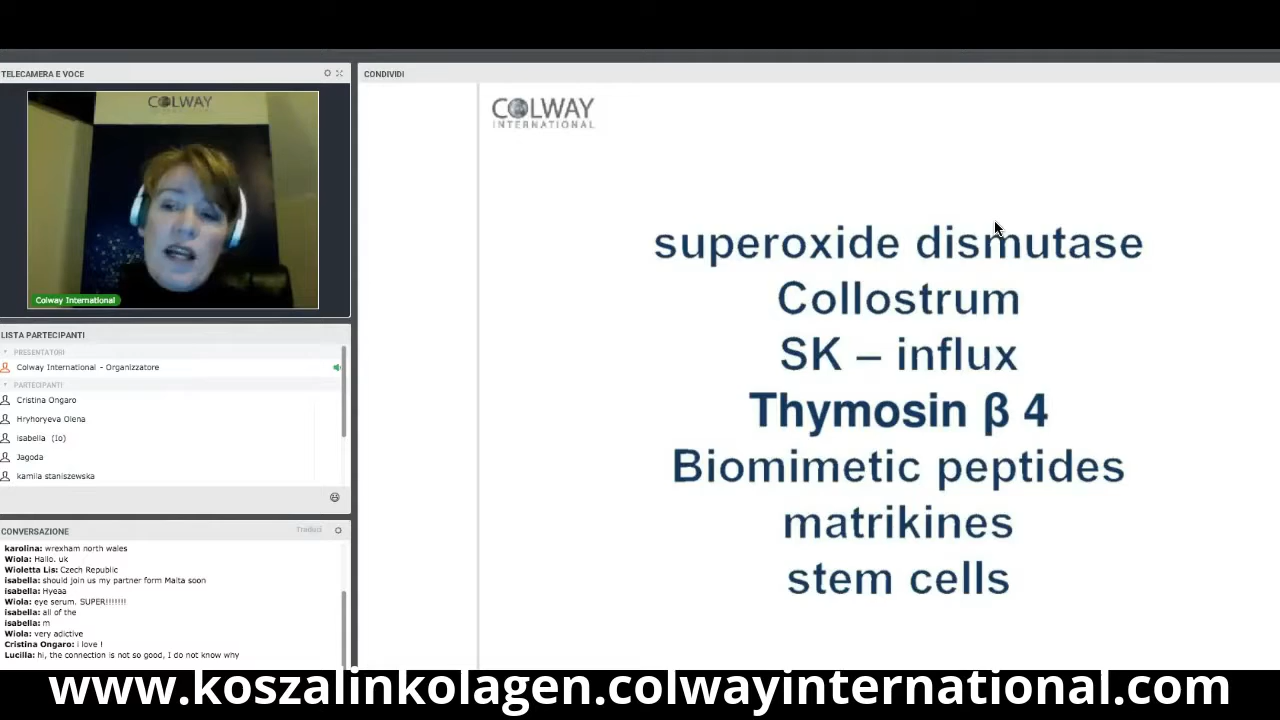 TELECAMERA E VOCE
COLWAY
Colway International
LISTA PARTECIPANTI
PRESENTATORI
Colway International - Organizzatore
PARTECIPANTI
Cristina Ongaro
Hryhoryeva Olena
isabella (Io)
Jagoda
kamila staniszewska
CONVERSAZIONE
Traduci
karolina: wrexham north wales
Wiola: Hallo. uk
Wioletta Lis: Czech Republic
isabella: should join us my partner form Malta soon
isabella: Hyeaa
Wiola: eye serum. SUPER!!!!!!!
isabella: all of the
isabella: m
Wiola: very adictive
Cristina Ongaro: i love !
Lucilla: hi, the connection is not so good, I do not know why
CONDIVIDI
COLWAY
INTERNATIONAL
superoxide dismutase
Collostrum
SK – influx
Thymosin β 4
Biomimetic peptides
matrikines
stem cells
www.koszalinkolagen.colwayinternational.com